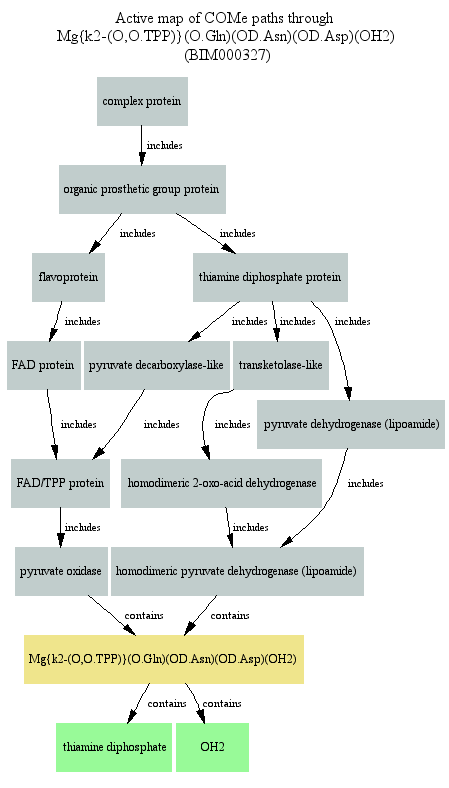 Active map of COMe paths through
Mg{k2-(O,O.TPP)}(O.Gln)(OD.Asn)(OD.Asp)(OH2)
(BIM000327)
complex protein
includes
organic prosthetic group protein
includes
includes
flavoprotein
thiamine diphosphate protein
includes
includes
includes
includes
FAD protein
pyruvate decarboxylase-like
transketolase-like
pyruvate dehydrogenase (lipoamide)
includes
includes
includes
FAD/TPP protein
homodimeric 2-oxo-acid dehydrogenase
includes
includes
includes
pyruvate oxidase
homodimeric pyruvate dehydrogenase (lipoamide)
contains
contains
Mg{k2-(O,O.TPP)}(O.Gln)(OD.Asn)(OD.Asp)(OH2)
contains
contains
thiamine diphosphate
OH2